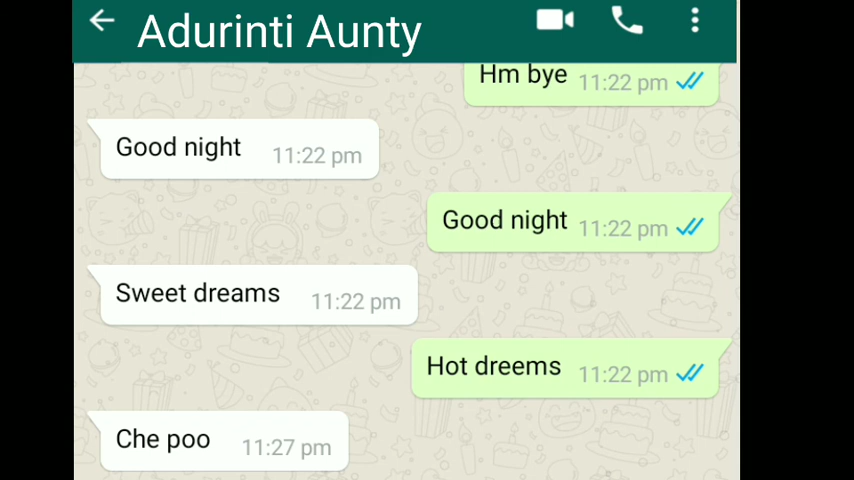 Adurinti Aunty
Hm bye 11:22 pm
Good night 11:22 pm
Good night 11:22 pm
Sweet dreams 11:22 pm
Hot dreems 11:22 pm
Che poo 11:27 pm